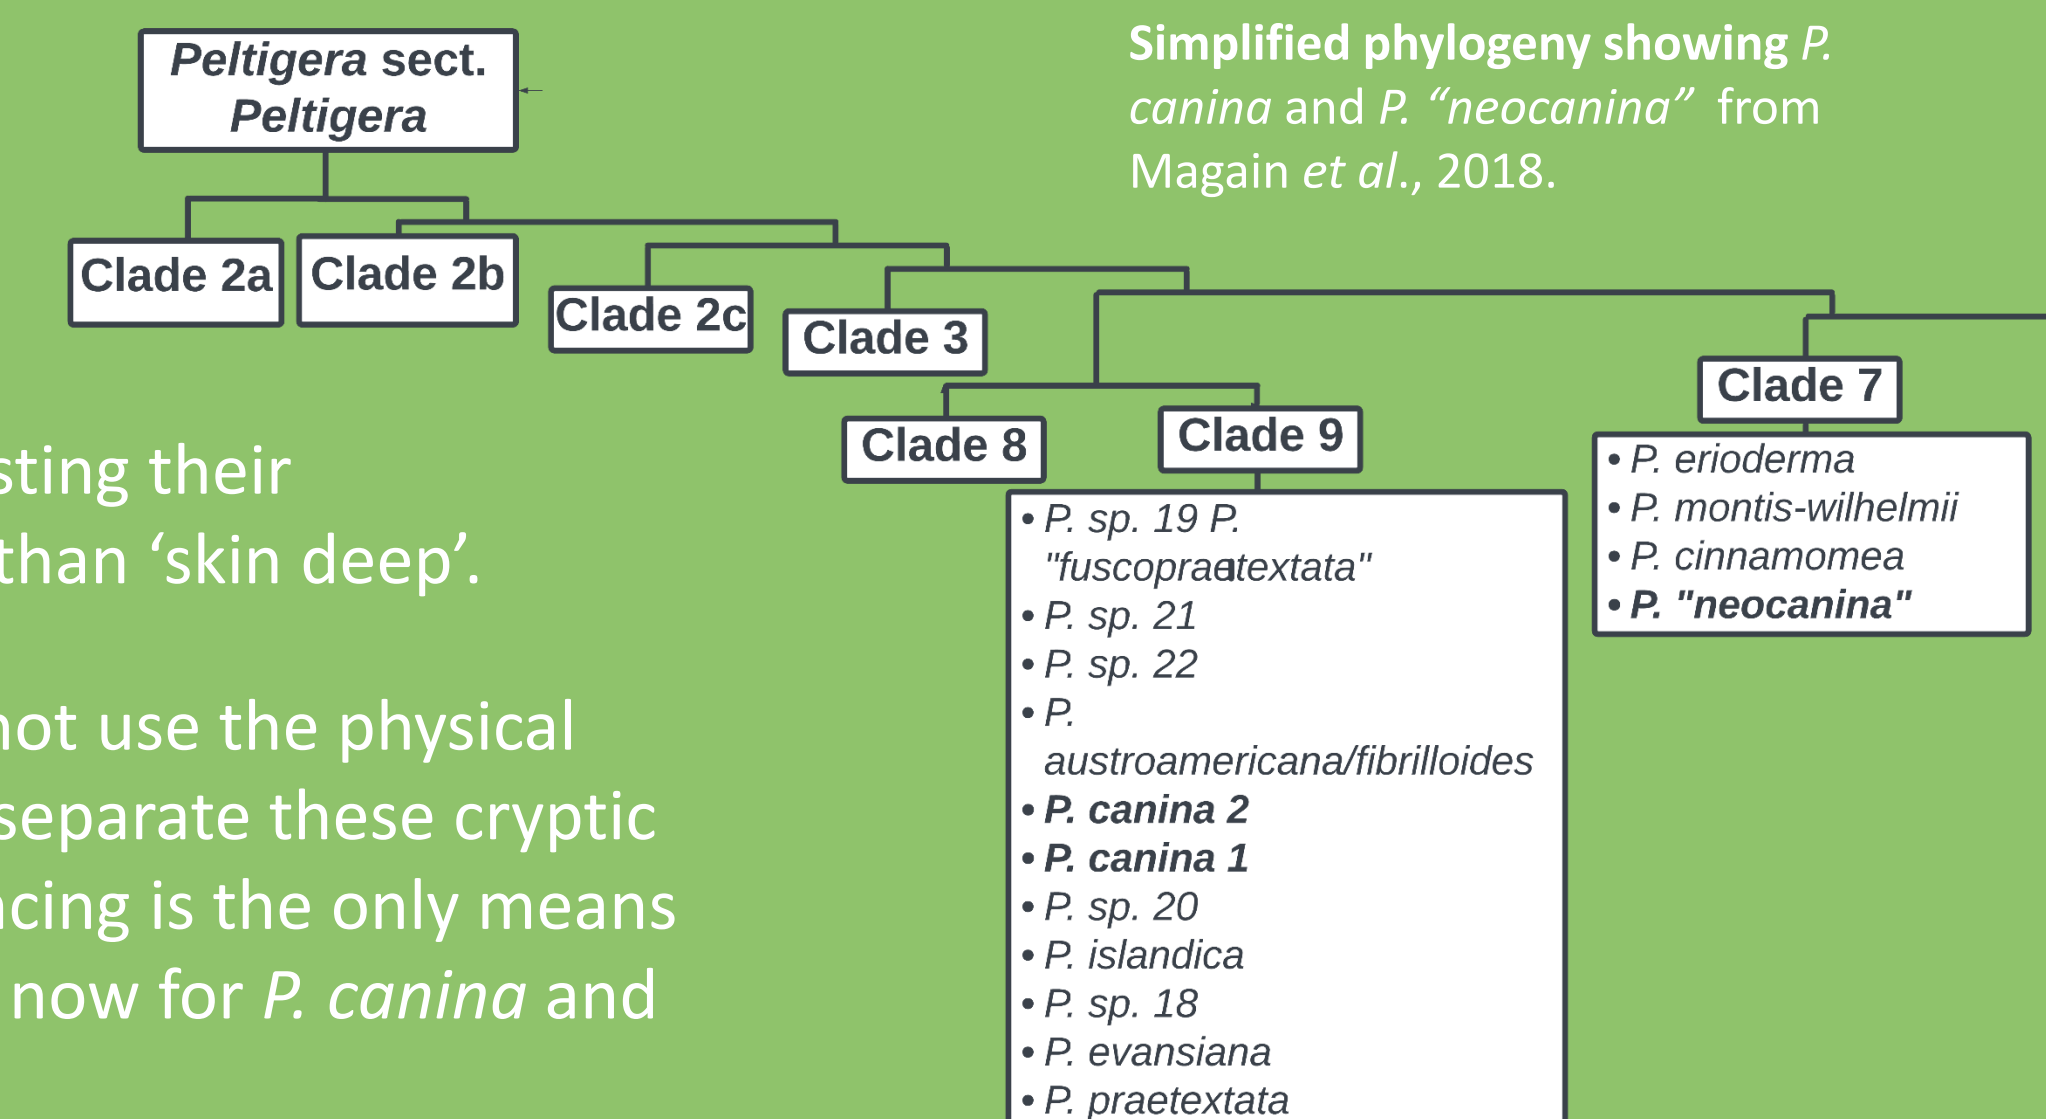 Peltigera sect.
Peltigera
Simplified phylogeny showing P.
canina and P. “neocanina” from
Magain et al., 2018.
Clade 2a
Clade 2b
Clade 2c
Clade 3
Clade 8
Clade 9
Clade 7
• P. erioderma
• P. montis-wilhelmii
• P. cinnamomea
• P. "neocanina"
• P. sp. 19 P.
"fuscopraetextata"
• P. sp. 21
• P. sp. 22
• P.
austroamericana/fibrilloides
• P. canina 2
• P. canina 1
• P. sp. 20
• P. islandica
• P. sp. 18
• P. evansiana
• P. praetextata
sting their
than ‘skin deep’.
not use the physical
separate these cryptic
ncing is the only means
now for P. canina and